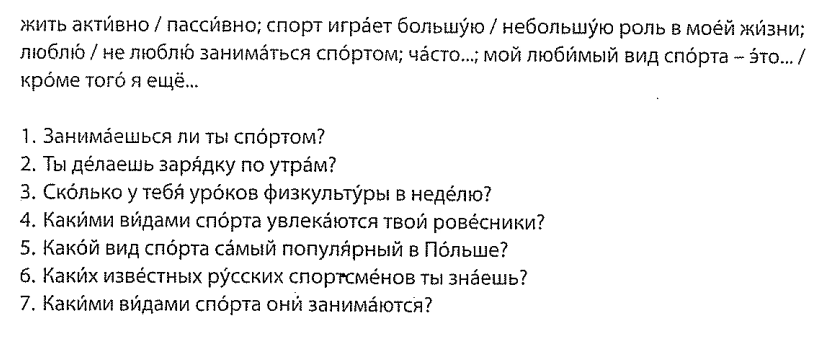 жить акти́вно / пасси́вно; спорт игра́ет большу́ю / небольшу́ю роль в мое́й жи́зни;
люблю́ / не люблю́ занима́ться спо́ртом; ча́сто...; мой люби́мый вид спо́рта – э́то... /
кро́ме того́ я ещё...
1. Занима́ешься ли ты спо́ртом?
2. Ты де́лаешь заря́дку по утра́м?
3. Ско́лько у тебя́ уро́ков физкульту́ры в неде́лю?
4. Каки́ми ви́дами спо́рта увлека́ются твои́ рове́сники?
5. Како́й вид спо́рта са́мый популя́рный в По́льше?
6. Каки́х изве́стных ру́сских спортсме́нов ты зна́ешь?
7. Каки́ми ви́дами спо́рта они́ занима́ются?